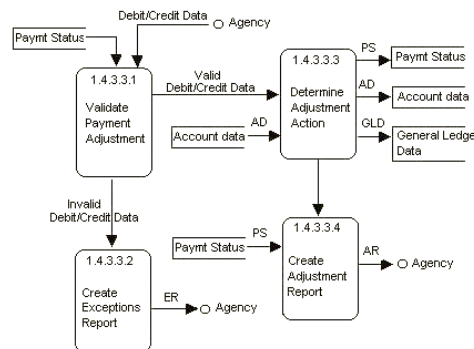 Debit/Credit Data
Agency
Paymt Status
1.4.3.3.1
Validate
Payment
Adjustment
Valid
Debit/Credit Data
1.4.3.3.3
Determine
Adjustment
Action
PS
Paymt Status
AD
Account data
GLD
General Ledge
Data
AD
Account data
Invalid
Debit/Credit Data
1.4.3.3.2
Create
Exceptions
Report
ER
Agency
PS
Paymt Status
1.4.3.3.4
Create
Adjustment
Report
AR
Agency